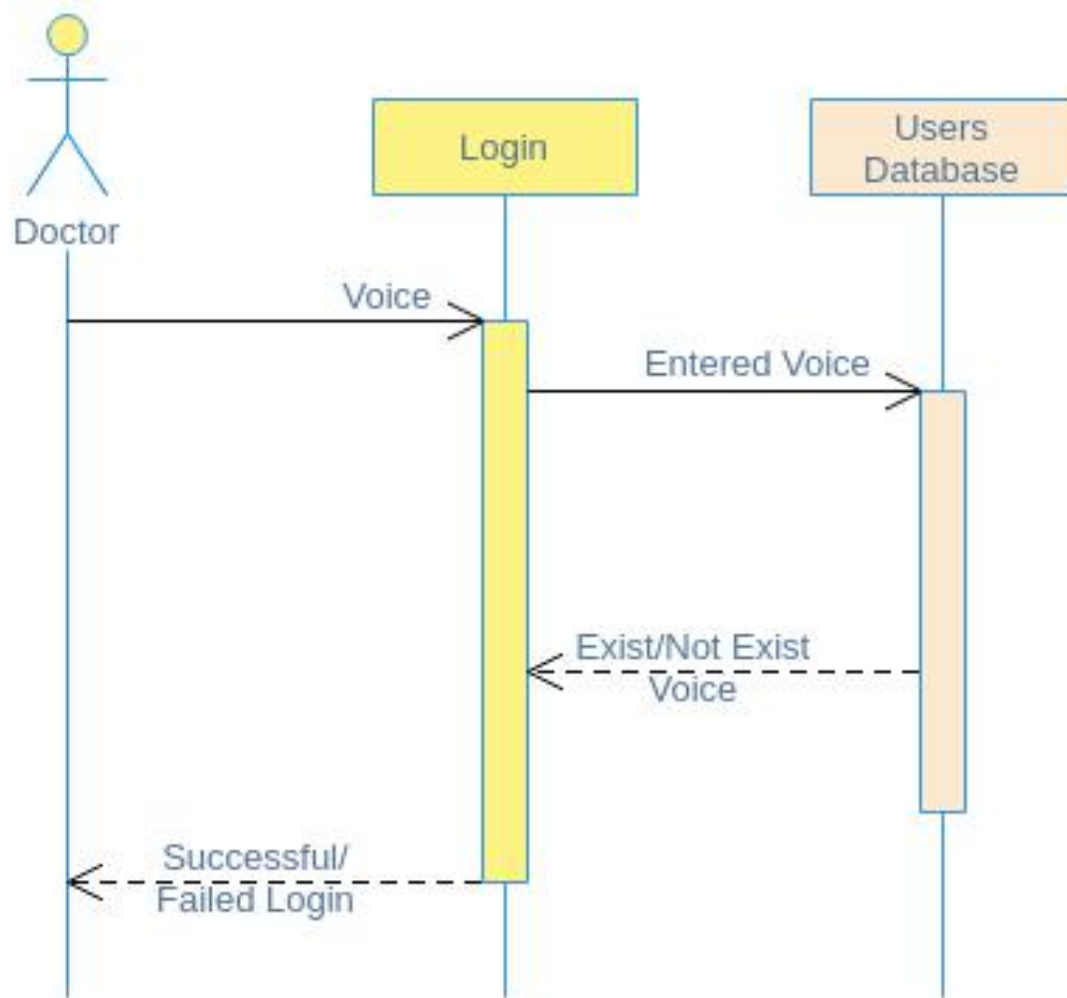 Login
Users
Database
Doctor
Voice
Entered Voice
Exist/Not Exist
Voice
Successful/
Failed Login